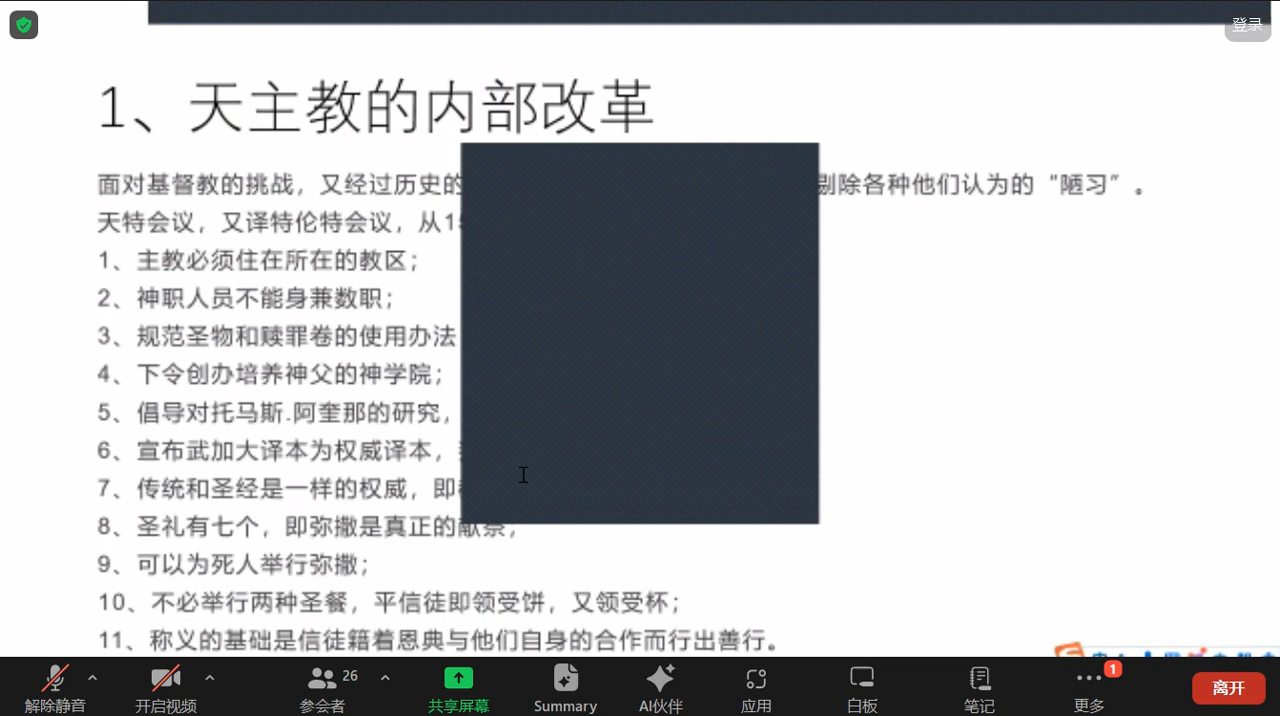 登录
1、天主教的内部改革
面对基督教的挑战，又经过历史的 剔除各种他们认为的“陋习”。
天特会议，又译特伦特会议，从1
1、主教必须住在所在的教区；
2、神职人员不能身兼数职；
3、规范圣物和赎罪卷的使用办法
4、下令创办培养神父的神学院；
5、倡导对托马斯.阿奎那的研究，
6、宣布武加大译本为权威译本，
7、传统和圣经是一样的权威，即
8、圣礼有七个，即弥撒是真正的献祭；
9、可以为死人举行弥撒；
10、不必举行两种圣餐，平信徒即领受饼，又领受杯；
11、称义的基础是信徒籍着恩典与他们自身的合作而行出善行。
26
1
解除静音 开启视频 参会者 共享屏幕 Summary AI伙伴 应用 白板 笔记 更多 离开